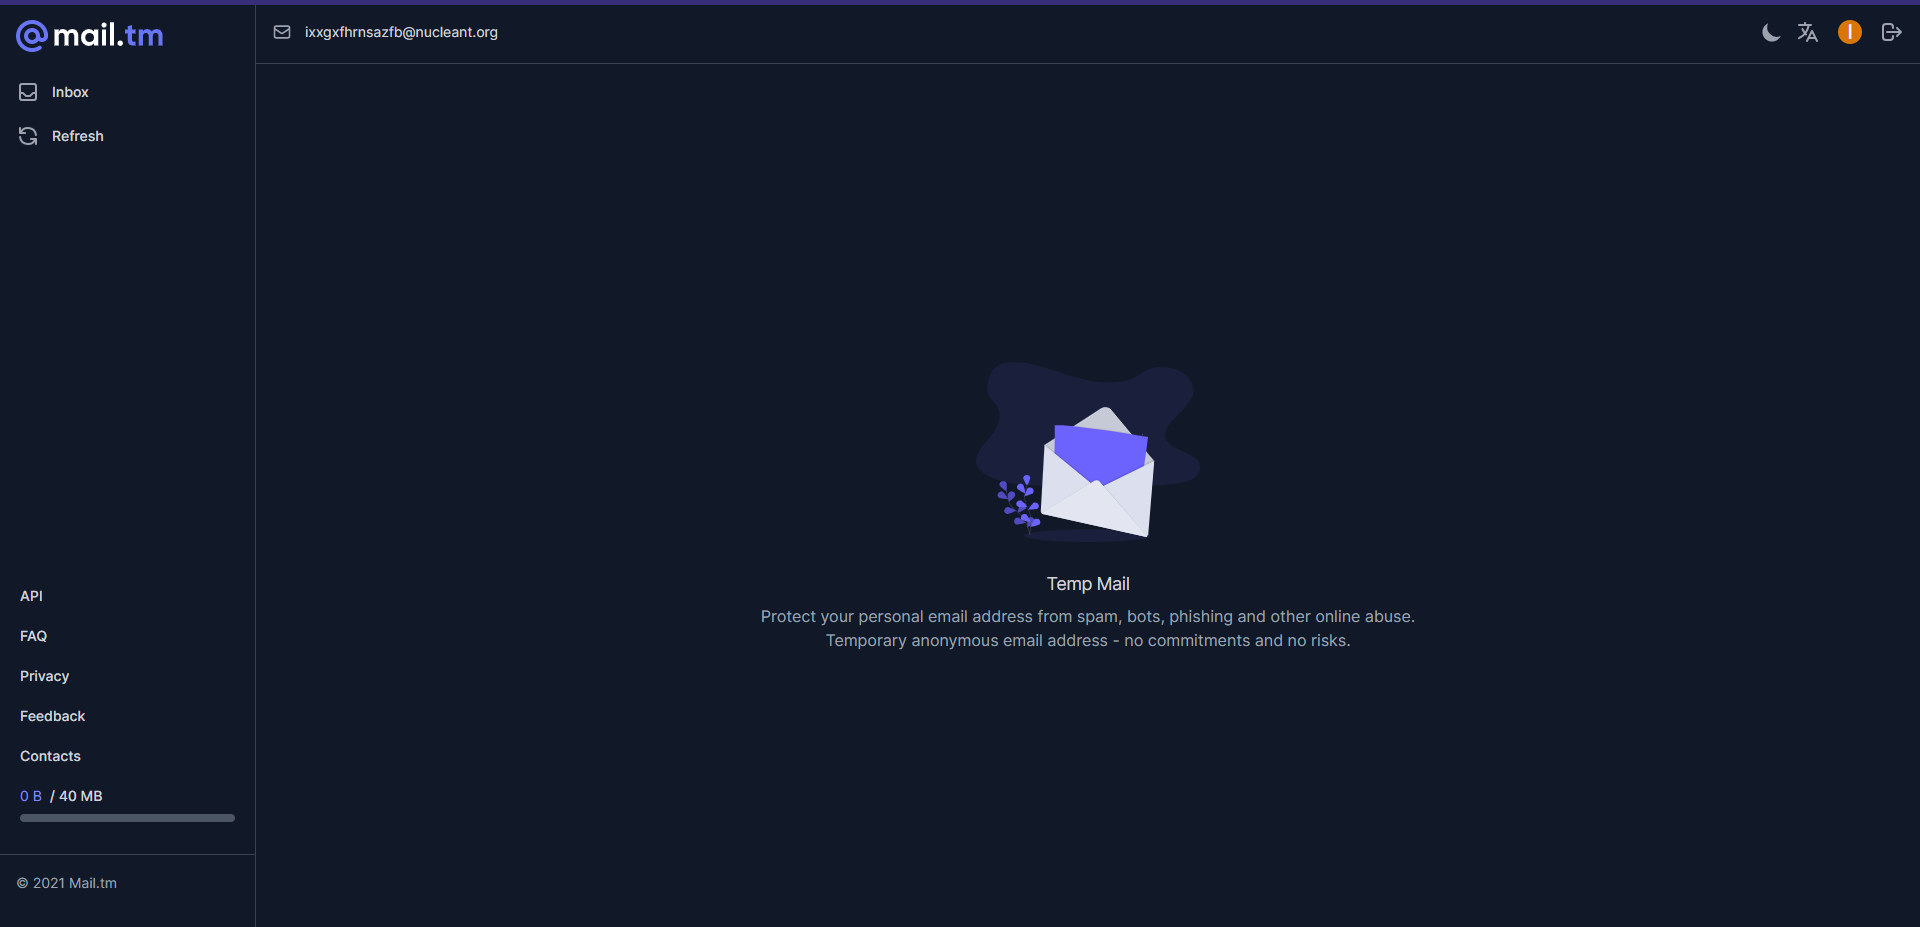 @mail.tm
ixxgxfhrnsazfb@nucleant.org
I
Inbox
Refresh
Temp Mail
Protect your personal email address from spam, bots, phishing and other online abuse.
Temporary anonymous email address - no commitments and no risks.
API
FAQ
Privacy
Feedback
Contacts
0 B / 40 MB
© 2021 Mail.tm